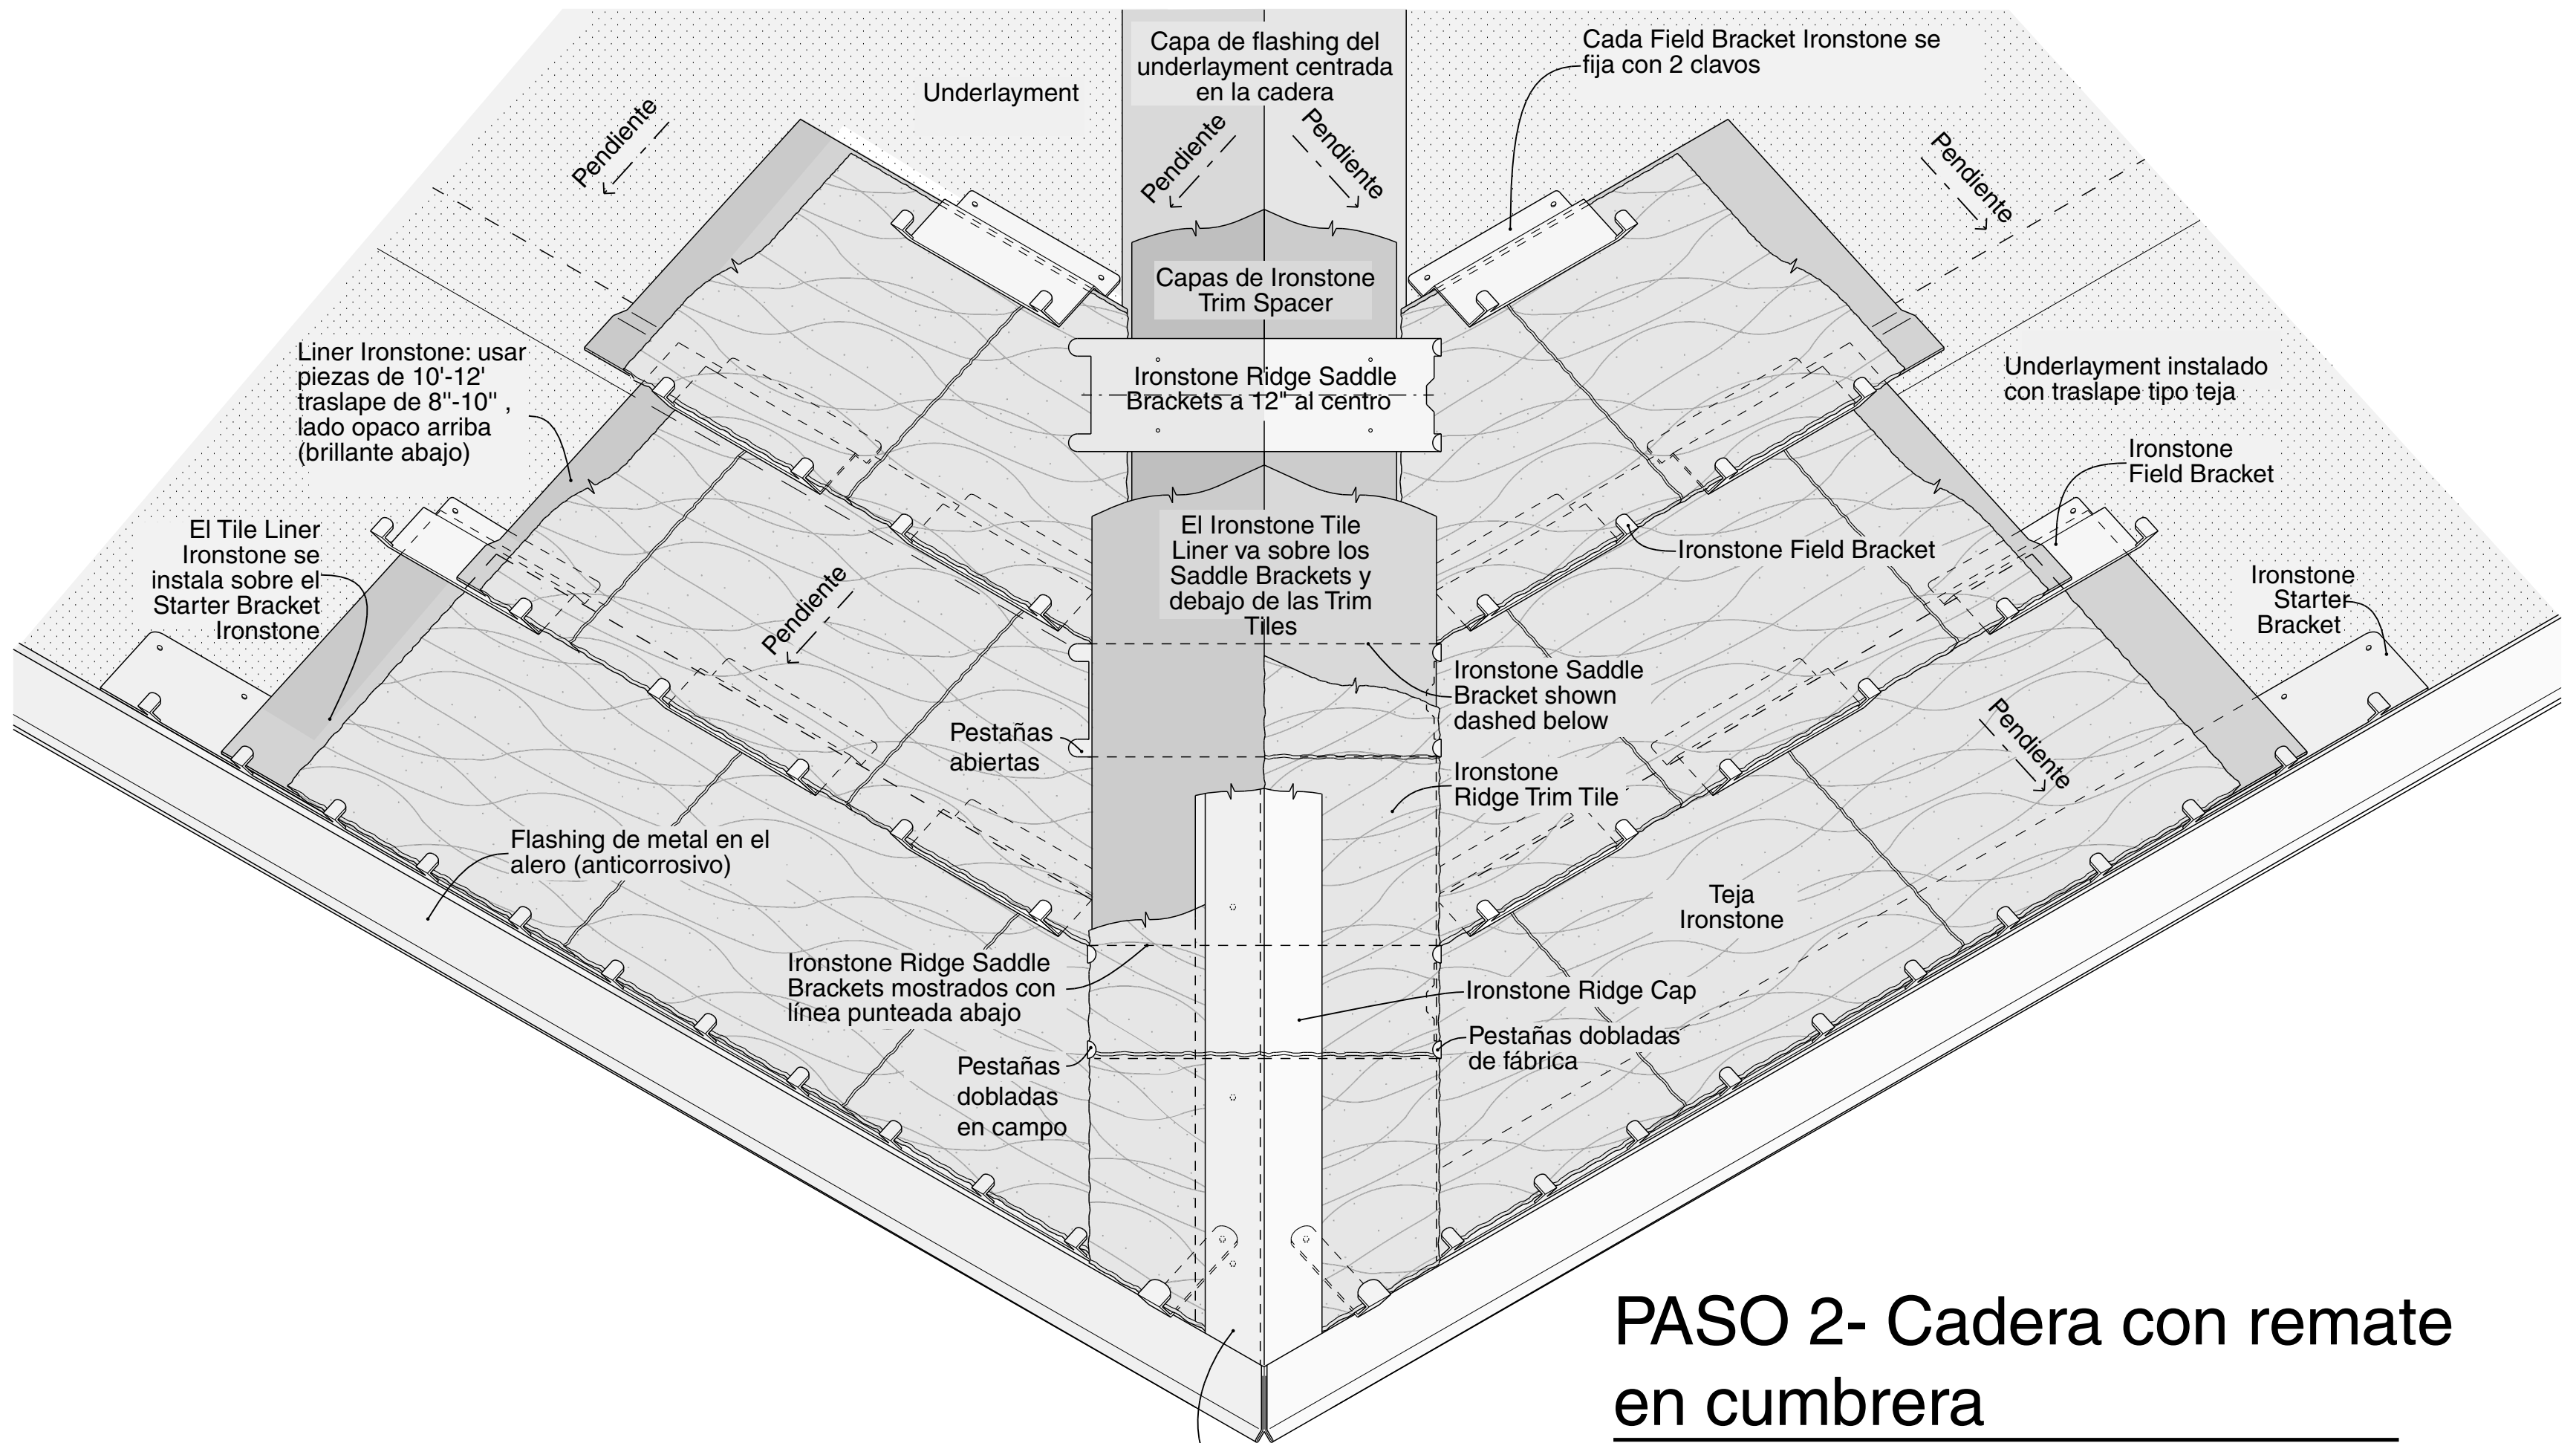 Capa de flashing del
underlayment centrada
en la cadera
Cada Field Bracket Ironstone se
fija con 2 clavos
Underlayment
Pendiente
Pendiente
Pendiente
Pendiente
Capas de Ironstone
Trim Spacer
Liner Ironstone: usar
piezas de 10'-12'
traslape de 8"-10" ,
lado opaco arriba
(brillante abajo)
Ironstone Ridge Saddle
Brackets a 12" al centro
Underlayment instalado
con traslape tipo teja
Ironstone
Field Bracket
El Tile Liner
Ironstone se
instala sobre el
Starter Bracket
Ironstone
El Ironstone Tile
Liner va sobre los
Saddle Brackets y
debajo de las Trim
Tiles
Ironstone Field Bracket
Ironstone
Starter
Bracket
Pendiente
Ironstone Saddle
Bracket shown
dashed below
Pestañas
abiertas
Pendiente
Ironstone
Ridge Trim Tile
Flashing de metal en el
alero (anticorrosivo)
Teja
Ironstone
Ironstone Ridge Saddle
Brackets mostrados con
línea punteada abajo
Ironstone Ridge Cap
Pestañas dobladas
de fábrica
Pestañas
dobladas
en campo
PASO 2- Cadera con remate
en cumbrera